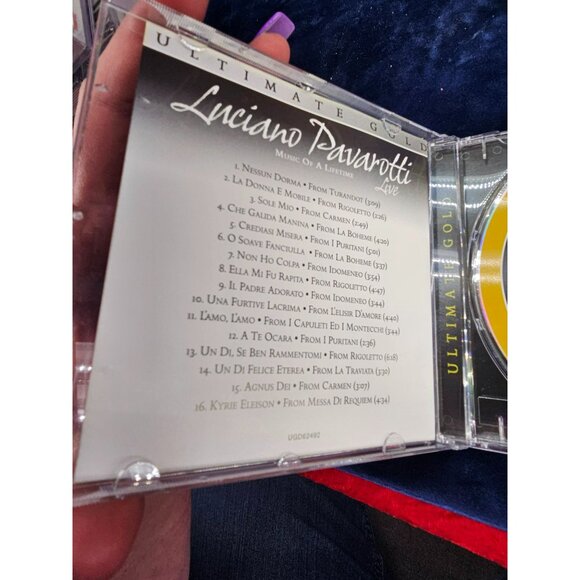 ULTIMATE GOLD
Luciano Pavarotti
Live
MUSIC OF A LIFETIME
1. NESSUN DORMA • FROM TURANDOT (3:09)
2. LA DONNA E MOBILE • FROM RIGOLETTO (2:26)
3. SOLE MIO • FROM CARMEN (2:49)
4. CHE GALIDA MANINA • FROM LA BOHEME (4:20)
5. CREDIASI MISERA • FROM I PURITANI (5:01)
6. O SOAVE FANCIULLA • FROM LA BOHEME (3:37)
7. NON HO COLPA • FROM IDOMENEO (3:54)
8. ELLA MI FU RAPITA • FROM RIGOLETTO (4:47)
9. IL PADRE ADORATO • FROM IDOMENEO (3:44)
10. UNA FURTIVE LACRIMA • FROM L'ELISIR D'AMORE (4:40)
11. L'AMO, L'AMO • FROM I CAPULETI ED I MONTECCHI (3:44)
12. A TE OCARA • FROM I PURITANI (2:36)
13. UN DI, SE BEN RAMMENTOMI • FROM RIGOLETTO (6:18)
14. UN DI FELICE ETEREA • FROM LA TRAVIATA (3:30)
15. AGNUS DEI • FROM CARMEN (3:07)
16. KYRIE ELEISON • FROM MESSA DI REQUIEM (4:34)
UGD62492
ULTIMATE GOLD